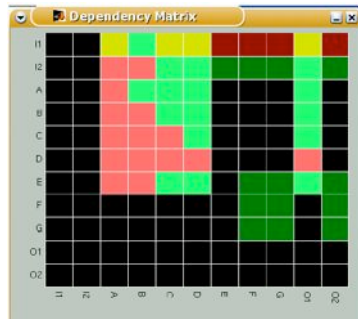 Dependency Matrix
I1
I2
A
B
C
D
E
F
G
O1
O2
I1 I2 A B C D E F G O1 O2